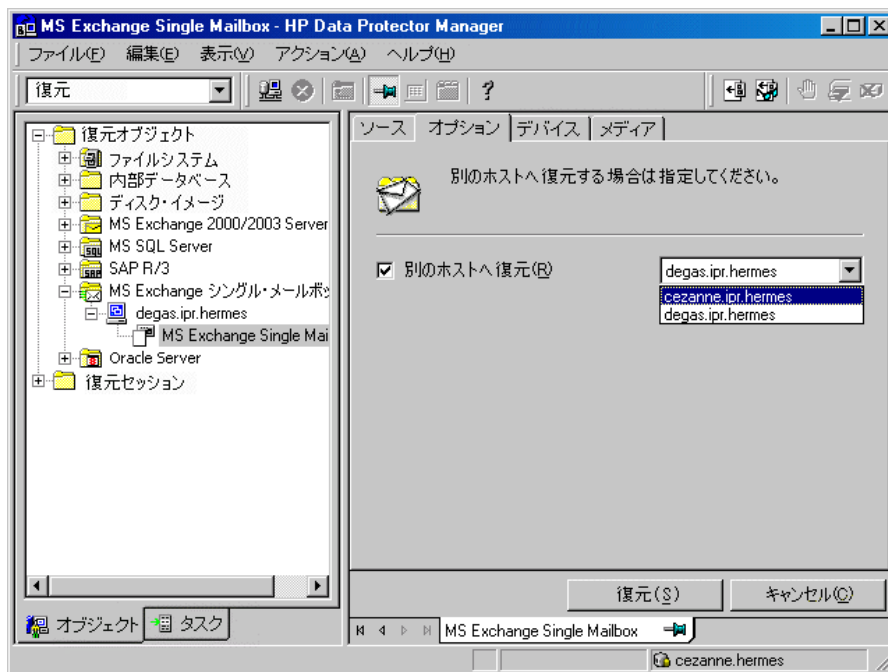 MS Exchange Single Mailbox - HP Data Protector Manager
ファイル(F) 編集(E) 表示(V) アクション(A) ヘルプ(H)
復元
復元オブジェクト
ファイルシステム
内部データベース
ディスク・イメージ
MS Exchange 2000/2003 Server
MS SQL Server
SAP R/3
MS Exchange シングル・メールボッ
degas.ipr.hermes
MS Exchange Single Mai
Oracle Server
復元セッション
オブジェクト タスク
ソース オプション デバイス メディア
別のホストへ復元する場合は指定してください。
別のホストへ復元(R) degas.ipr.hermes
cezanne.ipr.hermes
degas.ipr.hermes
復元(S) キャンセル(C)
MS Exchange Single Mailbox
cezanne.hermes